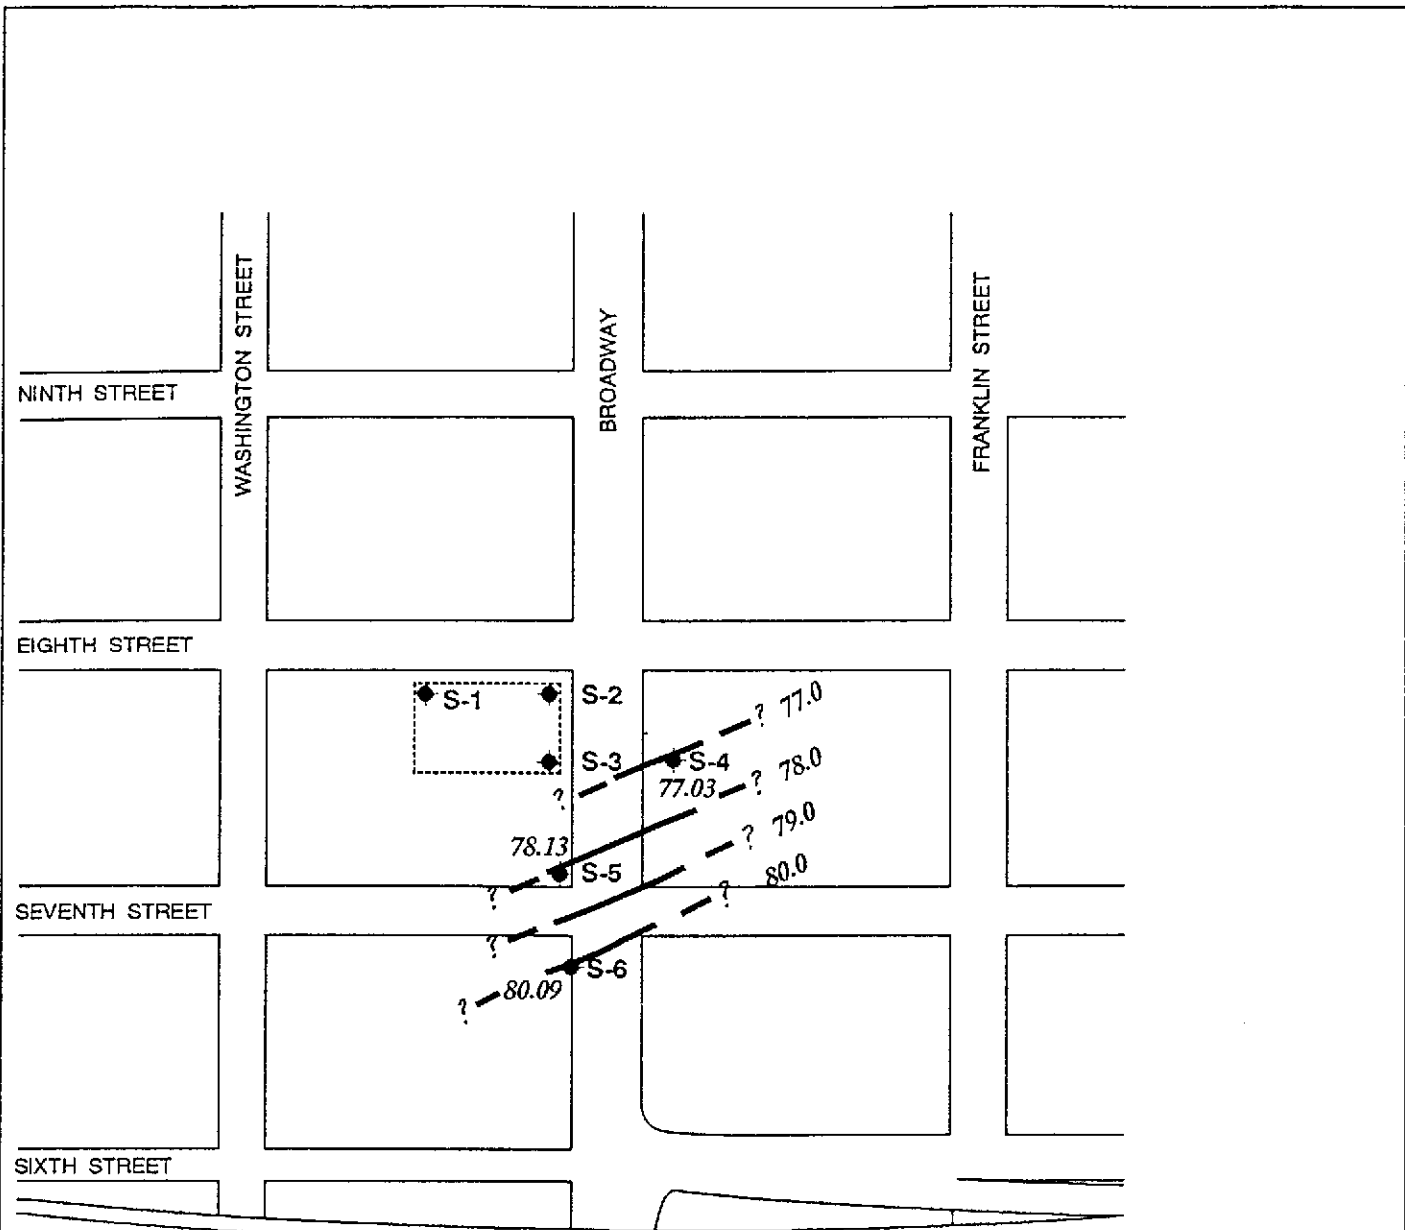 WASHINGTON STREET
BROADWAY
FRANKLIN STREET
NINTH STREET
EIGHTH STREET
S-1
S-2
? 77.0
S-3
S-4
77.03
?
? 78.0
78.13
? 79.0
S-5
? 80.0
?
SEVENTH STREET
?
S-6
80.09
?
SIXTH STREET